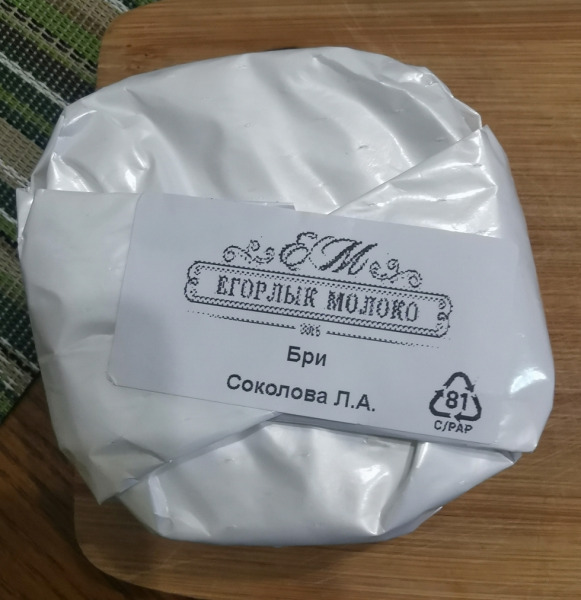 ЕМ
ЕГОРЛЫК МОЛОКО
Бри
Соколова Л.А.
81
C/PAP